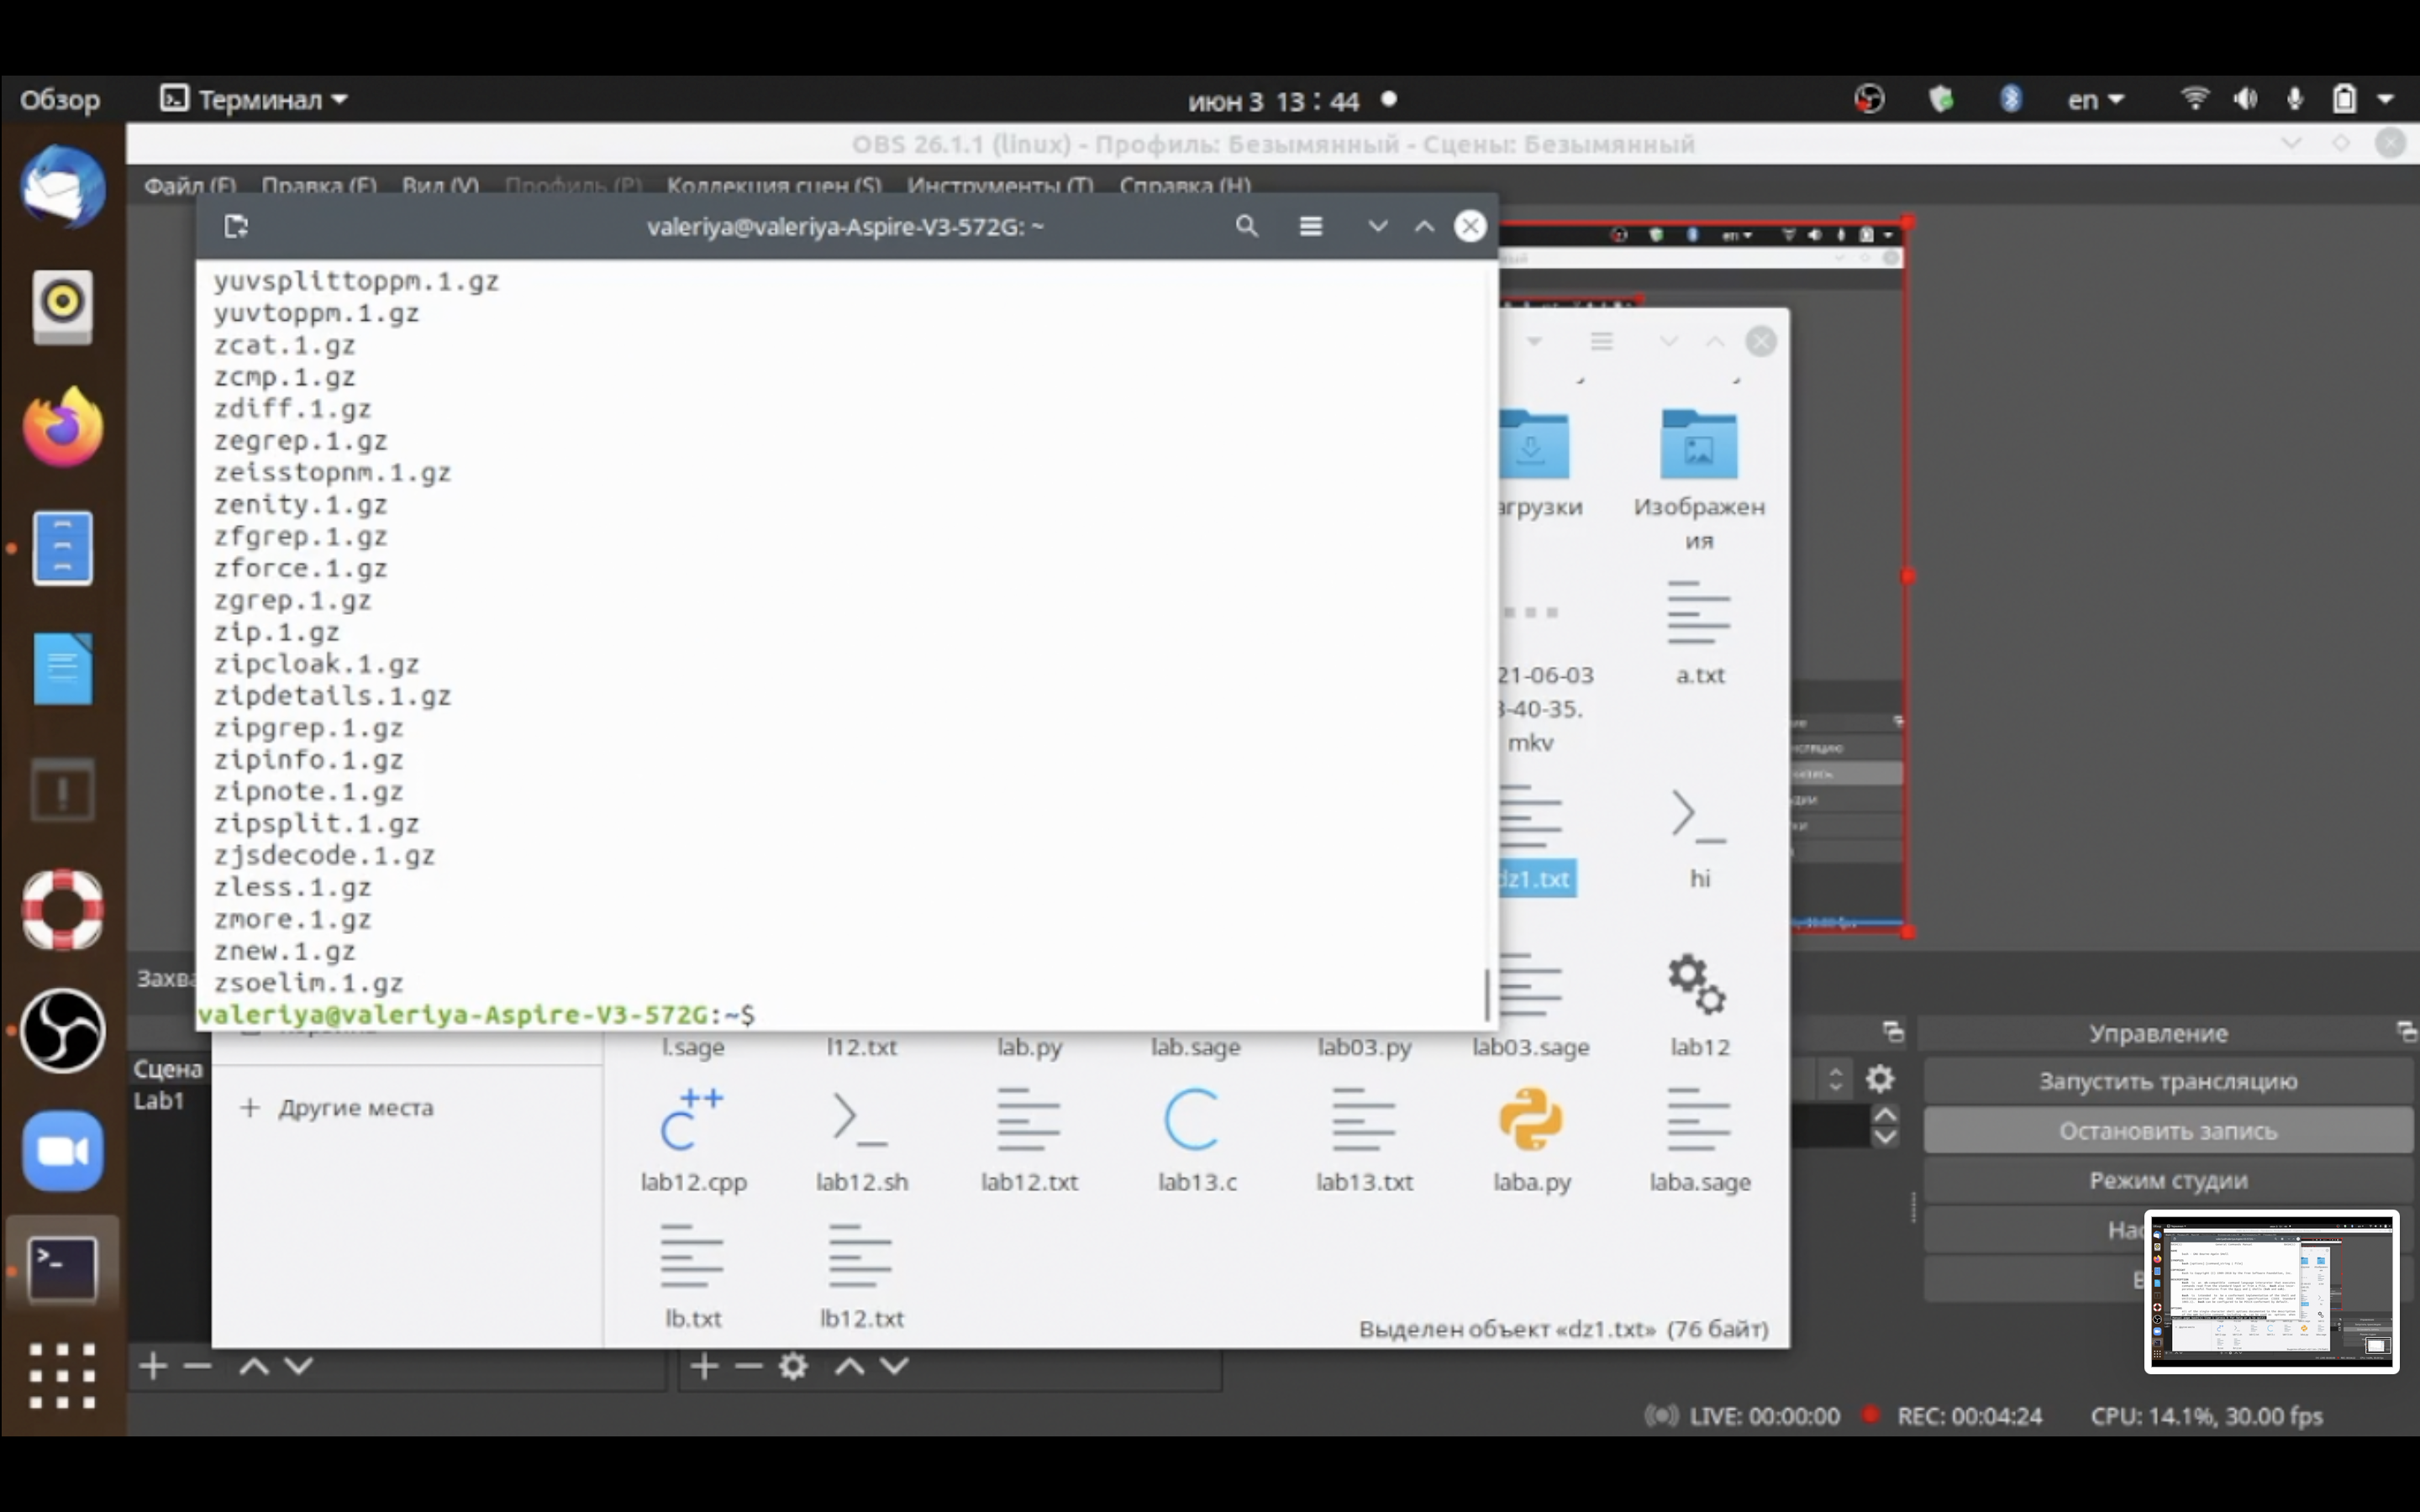 Обзор
Терминал
июн 3 13 : 44
en
OBS 26.1.1 (linux) - Профиль: Безымянный - Сцены: Безымянный
Файл (F) Правка (E) Вид (V) Профиль (P) Коллекция сцен (S) Инструменты (T) Справка (H)
valeriya@valeriya-Aspire-V3-572G: ~
yuvsplittoppm.1.gz
yuvtoppm.1.gz
zcat.1.gz
zcmp.1.gz
zdiff.1.gz
zegrep.1.gz
zeisstopnm.1.gz
zenity.1.gz
zfgrep.1.gz
zforce.1.gz
zgrep.1.gz
zip.1.gz
zipcloak.1.gz
zipdetails.1.gz
zipgrep.1.gz
zipinfo.1.gz
zipnote.1.gz
zipsplit.1.gz
zjsdecode.1.gz
zless.1.gz
zmore.1.gz
znew.1.gz
zsoelim.1.gz
valeriya@valeriya-Aspire-V3-572G:~$
агрузки
Изображен
ия
21-06-03
3-40-35.
mkv
a.txt
dz1.txt
hi
l.sage l12.txt lab.py lab.sage lab03.py lab03.sage lab12
Другие места
lab12.cpp lab12.sh lab12.txt lab13.c lab13.txt laba.py laba.sage
lb.txt lb12.txt
Выделен объект «dz1.txt» (76 байт)
Захва
Сцена
Lab1
Управление
Запустить трансляцию
Остановить запись
Режим студии
Нас
В
LIVE: 00:00:00
REC: 00:04:24
CPU: 14.1%, 30.00 fps